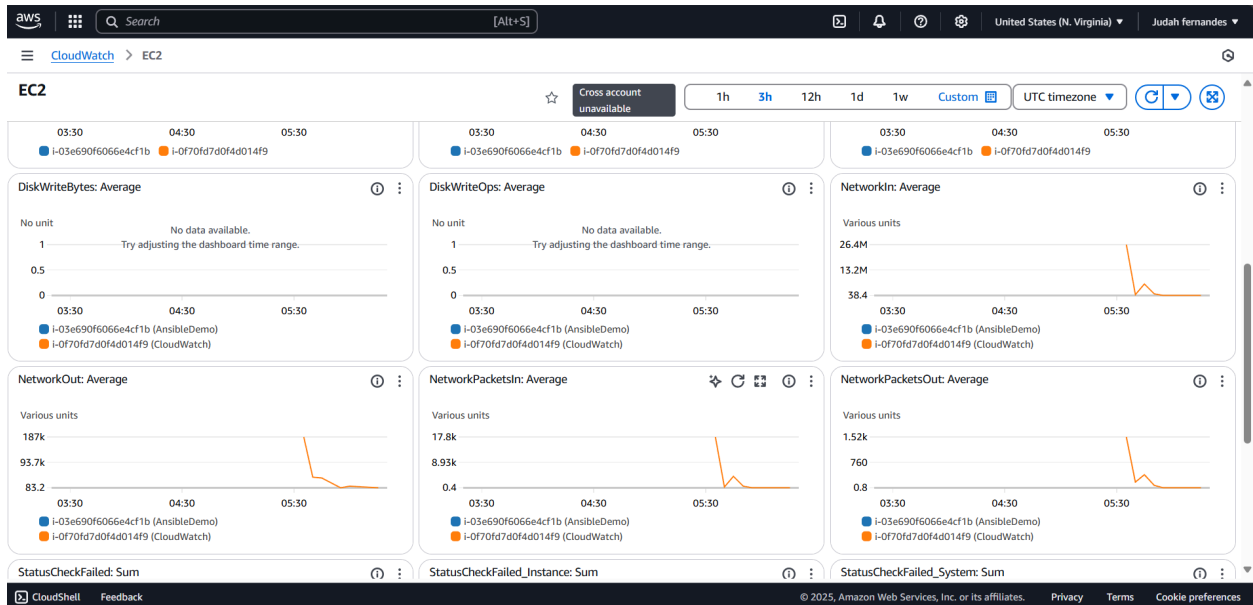 aws
Search
[Alt+S]
United States (N. Virginia)
Judah fernandes
CloudWatch > EC2
EC2
Cross account
unavailable
1h 3h 12h 1d 1w Custom
UTC timezone
03:30 04:30 05:30
i-03e690f6066e4cf1b i-0f70fd7d0f4d014f9
03:30 04:30 05:30
i-03e690f6066e4cf1b i-0f70fd7d0f4d014f9
03:30 04:30 05:30
i-03e690f6066e4cf1b i-0f70fd7d0f4d014f9
DiskWriteBytes: Average
No unit
No data available.
Try adjusting the dashboard time range.
1
0.5
0
03:30 04:30 05:30
i-03e690f6066e4cf1b (AnsibleDemo)
i-0f70fd7d0f4d014f9 (CloudWatch)
DiskWriteOps: Average
No unit
No data available.
Try adjusting the dashboard time range.
1
0.5
0
03:30 04:30 05:30
i-03e690f6066e4cf1b (AnsibleDemo)
i-0f70fd7d0f4d014f9 (CloudWatch)
NetworkIn: Average
Various units
26.4M
13.2M
38.4
03:30 04:30 05:30
i-03e690f6066e4cf1b (AnsibleDemo)
i-0f70fd7d0f4d014f9 (CloudWatch)
NetworkOut: Average
Various units
187k
93.7k
83.2
03:30 04:30 05:30
i-03e690f6066e4cf1b (AnsibleDemo)
i-0f70fd7d0f4d014f9 (CloudWatch)
NetworkPacketsIn: Average
Various units
17.8k
8.93k
0.4
03:30 04:30 05:30
i-03e690f6066e4cf1b (AnsibleDemo)
i-0f70fd7d0f4d014f9 (CloudWatch)
NetworkPacketsOut: Average
Various units
1.52k
760
0.8
03:30 04:30 05:30
i-03e690f6066e4cf1b (AnsibleDemo)
i-0f70fd7d0f4d014f9 (CloudWatch)
StatusCheckFailed: Sum
StatusCheckFailed_Instance: Sum
StatusCheckFailed_System: Sum
CloudShell Feedback
© 2025, Amazon Web Services, Inc. or its affiliates. Privacy Terms Cookie preferences